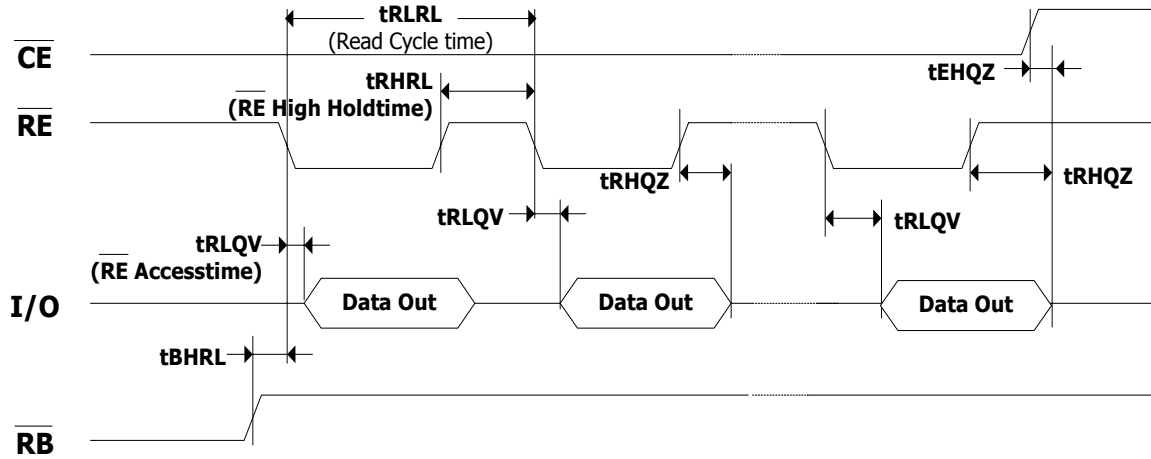 tRLRL
(Read Cycle time)
CE
tEHQZ
tRHRL
(RE High Holdtime)
RE
tRHQZ
tRHQZ
tRLQV
tRLQV
tRLQV
(RE Accesstime)
I/O
Data Out
Data Out
Data Out
tBHRL
RB